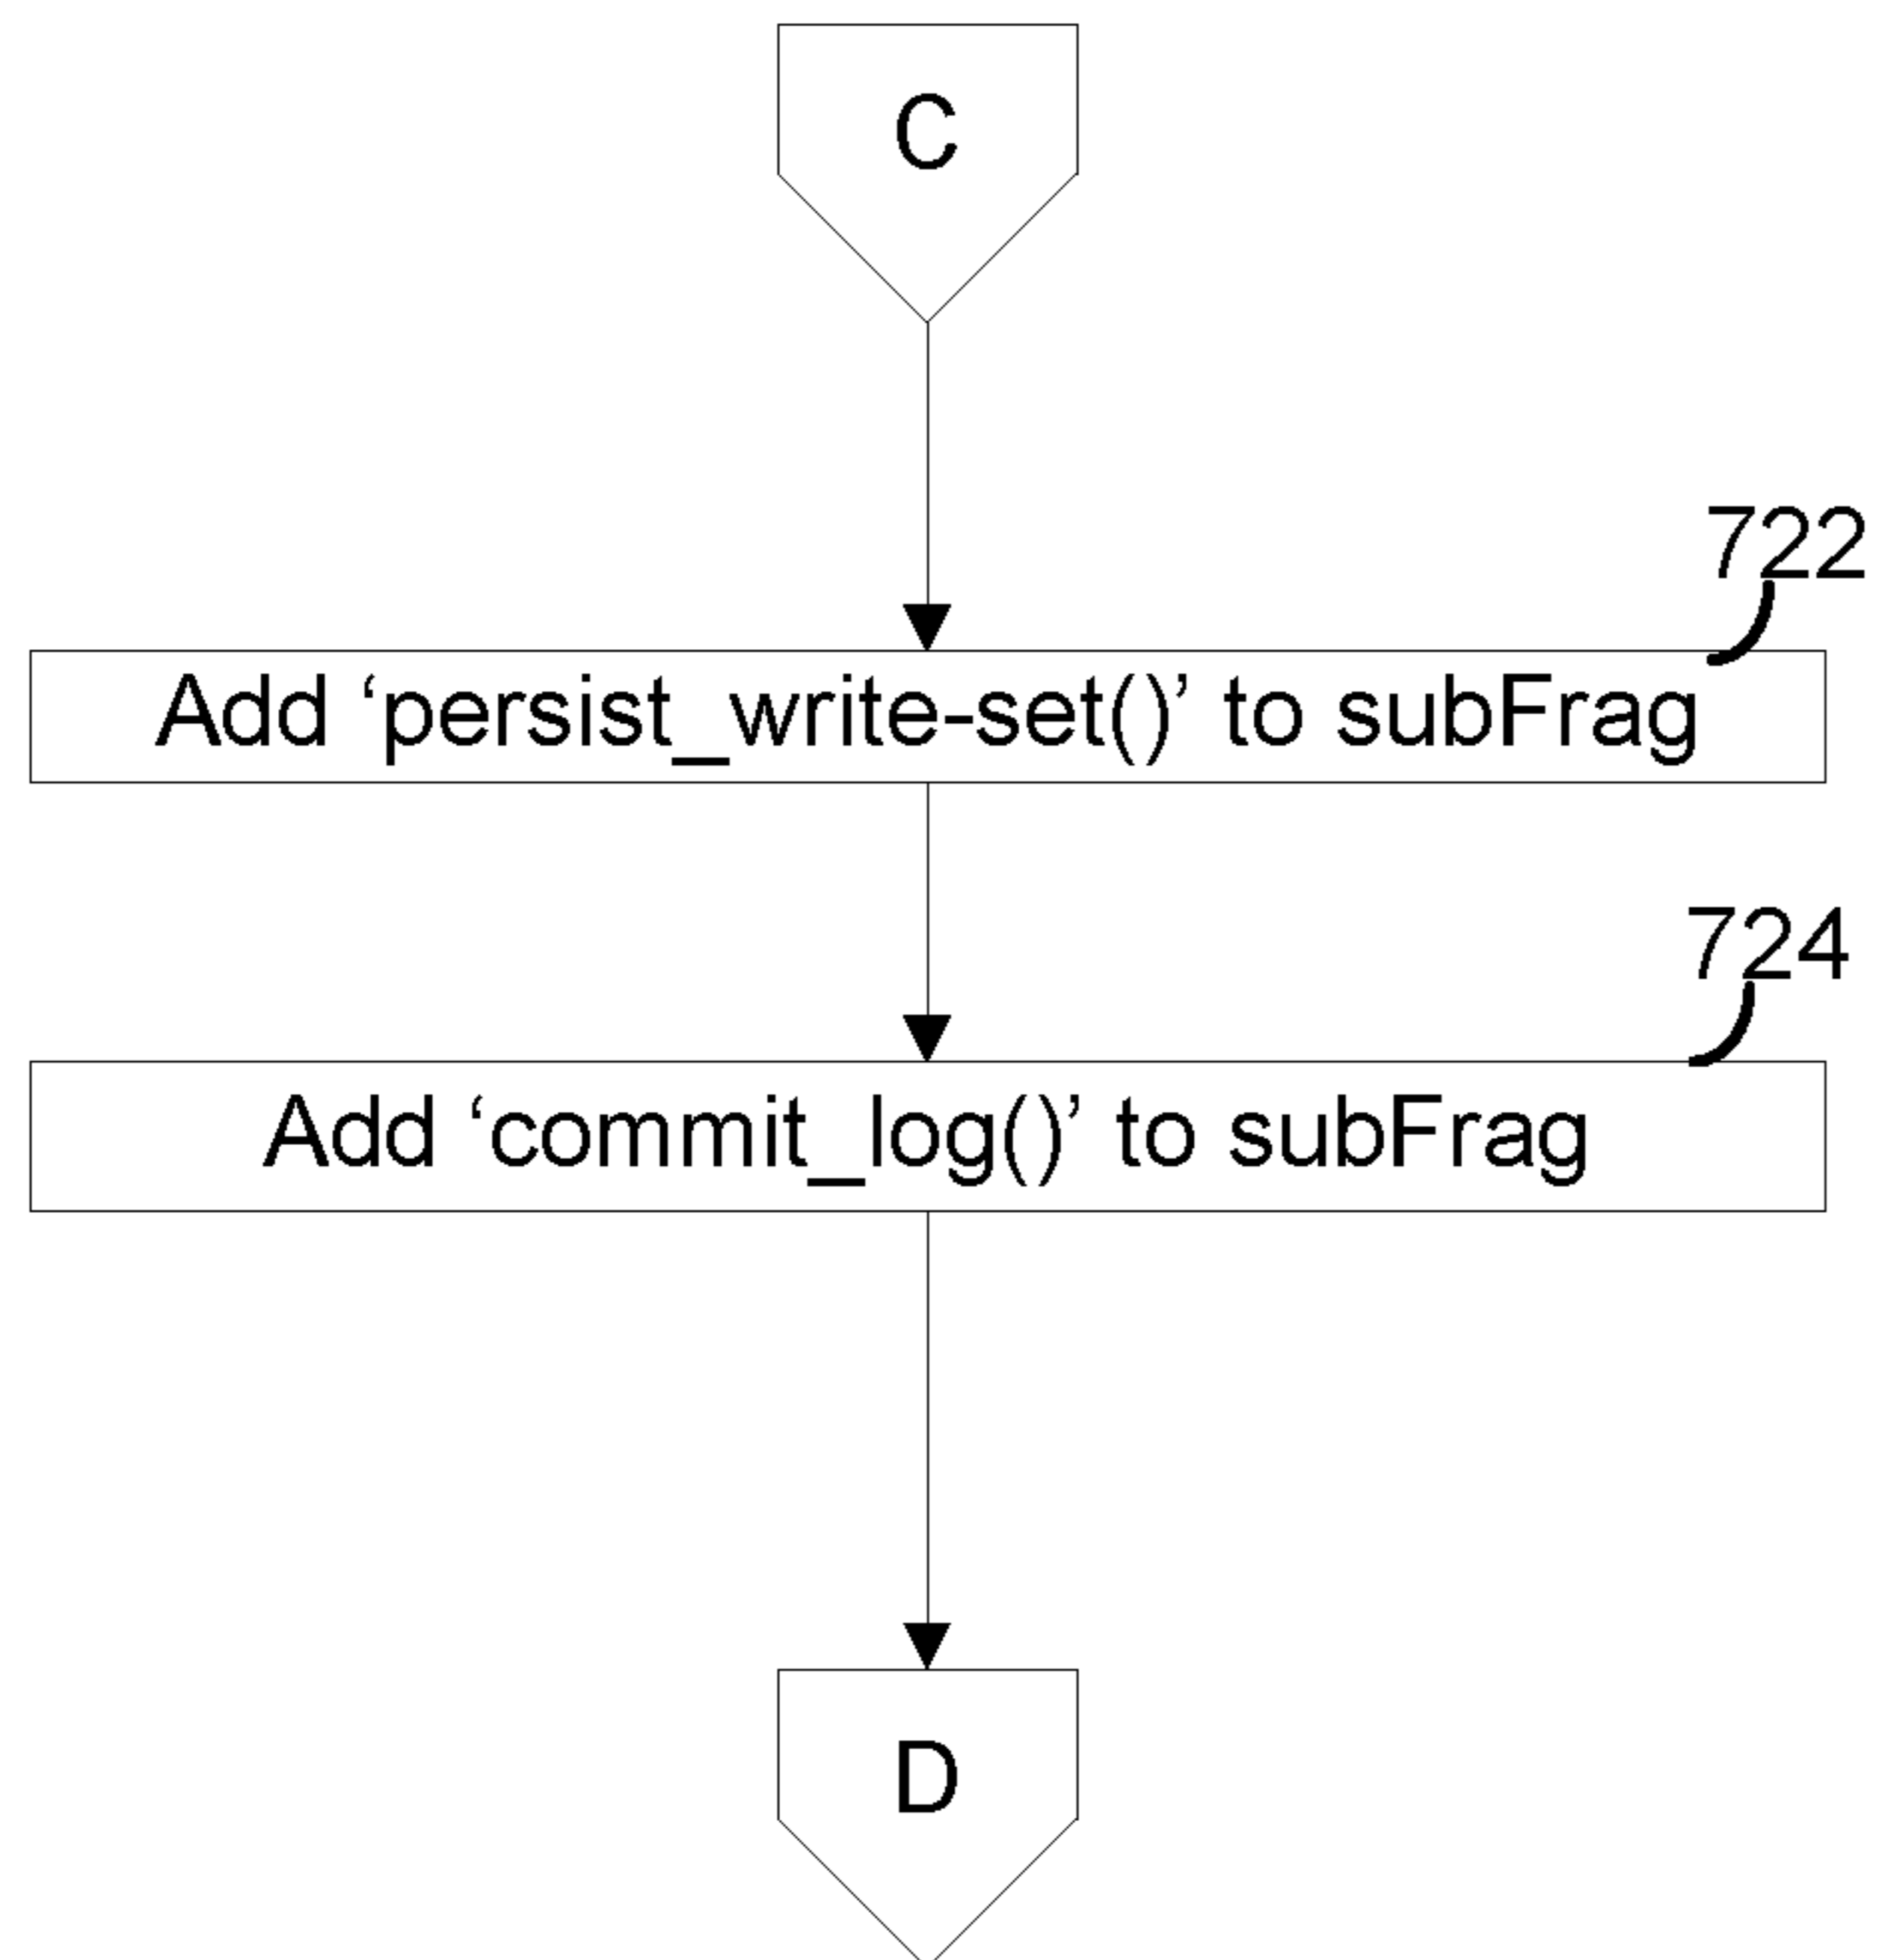 C
722
Add ‘persist_write-set()’ to subFrag
724
Add ‘commit_log()’ to subFrag
D